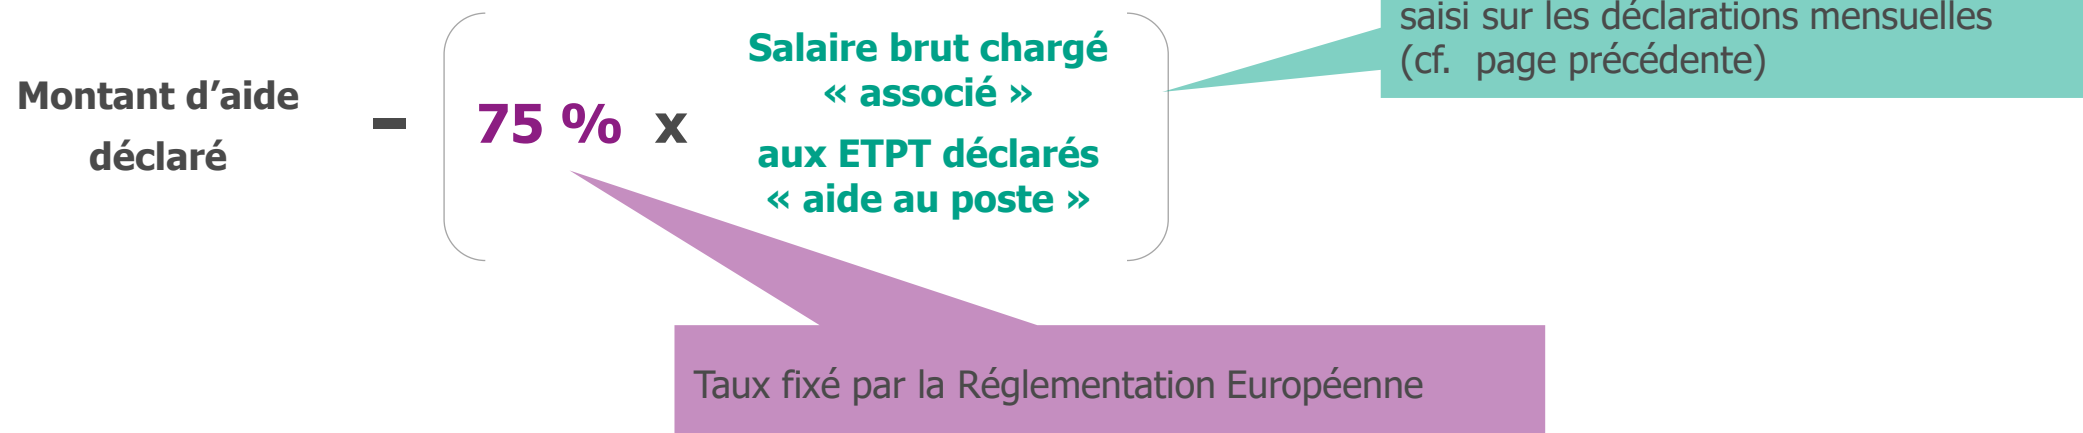 Montant d’aide
déclaré
-
75 % x
Salaire brut chargé
« associé »
aux ETPT déclarés
« aide au poste »
saisi sur les déclarations mensuelles
(cf. page précédente)
Taux fixé par la Réglementation Européenne